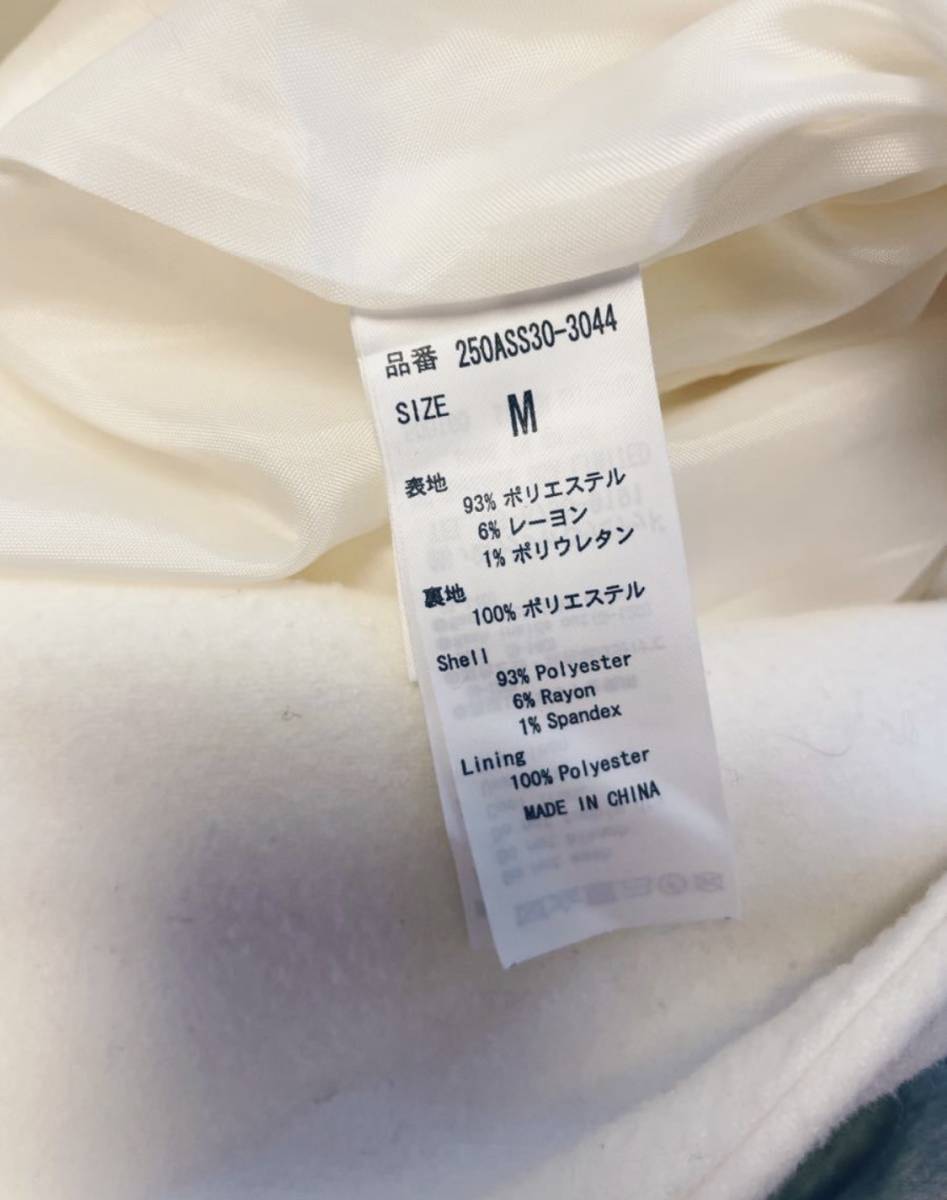 品番 250ASS30-3044
SIZE M
表地
93% ポリエステル
6% レーヨン
1% ポリウレタン
裏地
100% ポリエステル
Shell
93% Polyester
6% Rayon
1% Spandex
Lining
100% Polyester
MADE IN CHINA